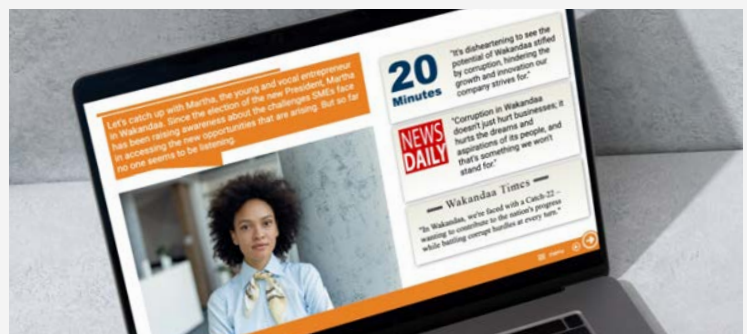 Let's catch up with Martha, the young and vocal entrepreneur
in Wakandaa. Since the election of the new President, Martha
has been raising awareness about the challenges SMEs face
in accessing the new opportunities that are arising. But so far
no one seems to be listening.
20
Minutes
"It's disheartening to see the
potential of Wakandaa stifled
by corruption, hindering the
growth and innovation our
company strives for."
NEWS
DAILY
"Corruption in Wakandaa
doesn't just hurt businesses; it
hurts the dreams and
aspirations of its people, and
that's something we won't
stand for."
Wakandaa Times
"In Wakandaa, we're faced with a Catch-22 –
wanting to contribute to the nation's progress
while battling corrupt hurdles at every turn."
menu